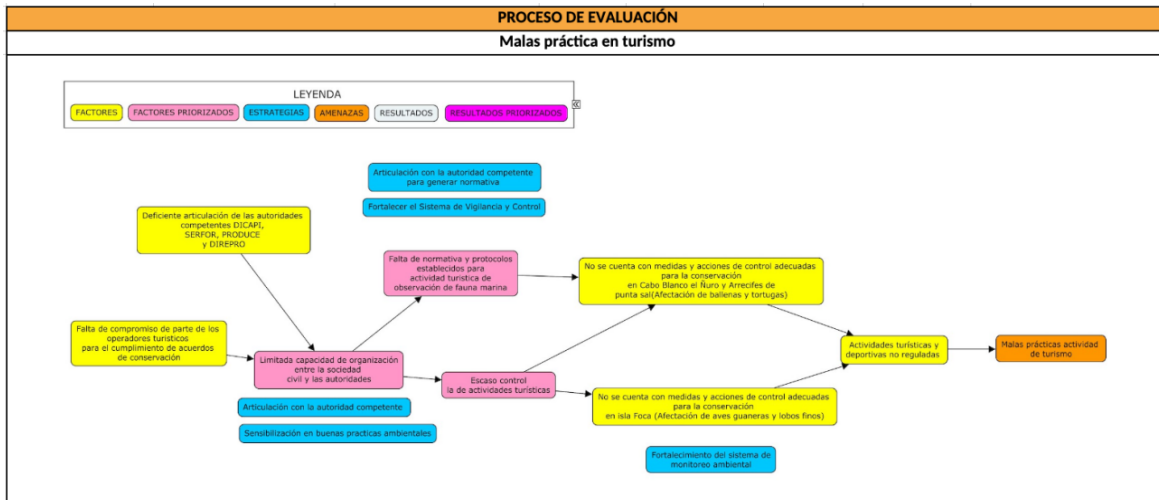 PROCESO DE EVALUACIÓN
Malas práctica en turismo
LEYENDA
FACTORES
FACTORES PRIORIZADOS
ESTRATEGIAS
AMENAZAS
RESULTADOS
RESULTADOS PRIORIZADOS
Articulación con la autoridad competente
para generar normativa
Fortalecer el Sistema de Vigilancia y Control
Deficiente articulación de las autoridades
competentes DICAPI,
SERFOR, PRODUCE
y DIREPRO
Falta de normativa y protocolos
establecidos para
actividad turistica de
observación de fauna marina
No se cuenta con medidas y acciones de control adecuadas
para la conservación
en Cabo Blanco el Ñuro y Arrecifes de
punta sal(Afectación de ballenas y tortugas)
Falta de compromiso de parte de los
operadores turisticos
para el cumplimiento de acuerdos
de conservación
Limitada capacidad de organización
entre la sociedad
civil y las autoridades
Escaso control
la de actividades turísticas
Actividades turísticas y
deportivas no reguladas
Malas prácticas actividad
de turismo
No se cuenta con medidas y acciones de control adecuadas
para la conservación
en isla Foca (Afectación de aves guaneras y lobos finos)
Articulación con la autoridad competente
Sensibilización en buenas practicas ambientales
Fortalecimiento del sistema de
monitoreo ambiental